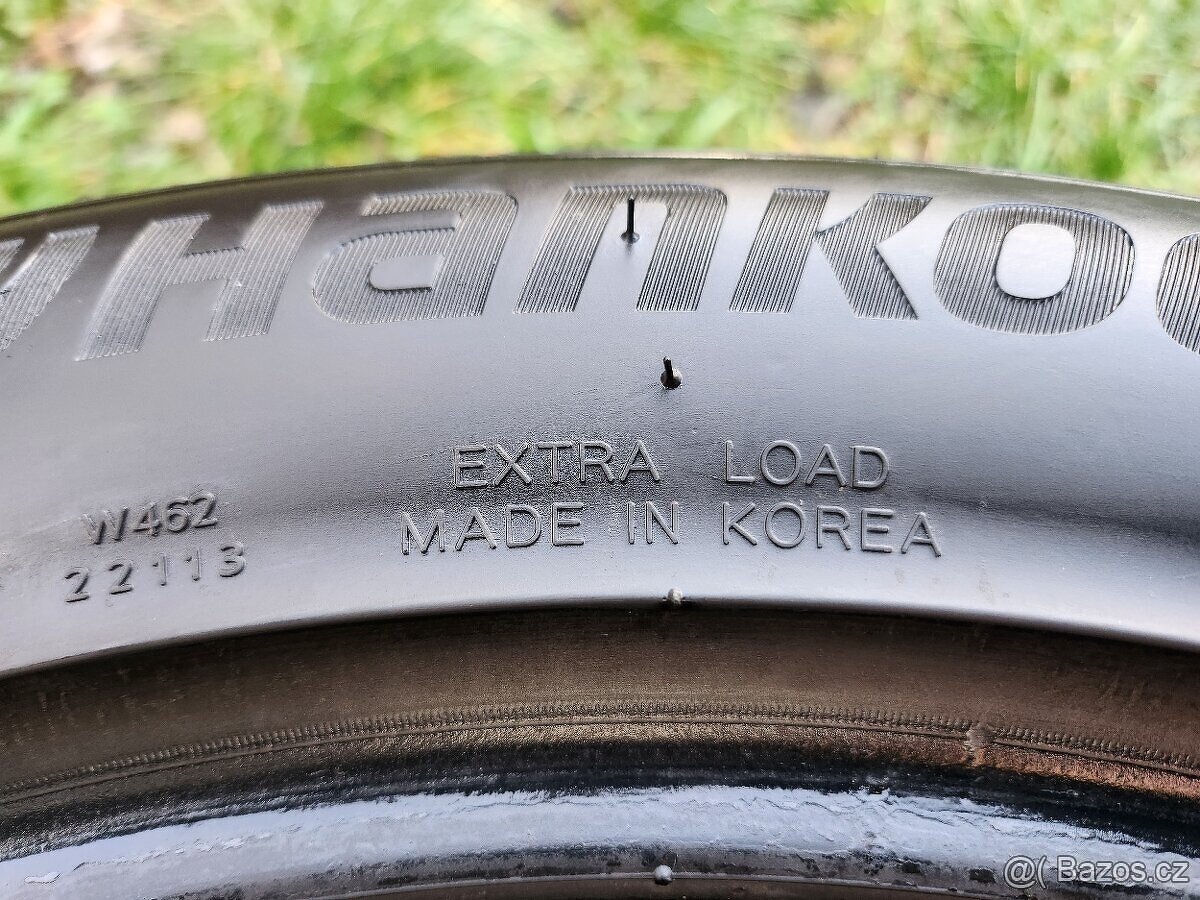 Hankoo
EXTRA LOAD
MADE IN KOREA
W462
22113
@( Bazos.cz